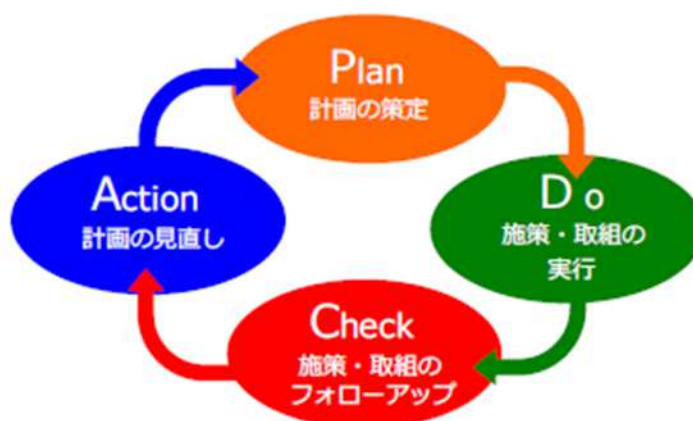 Plan
計画の策定
Do
施策・取組の
実行
Check
施策・取組の
フォローアップ
Action
計画の見直し